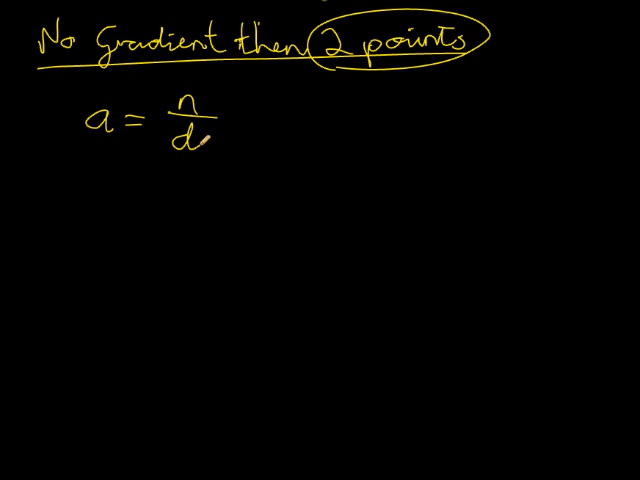 No Gradient then 2 points
a = n/d